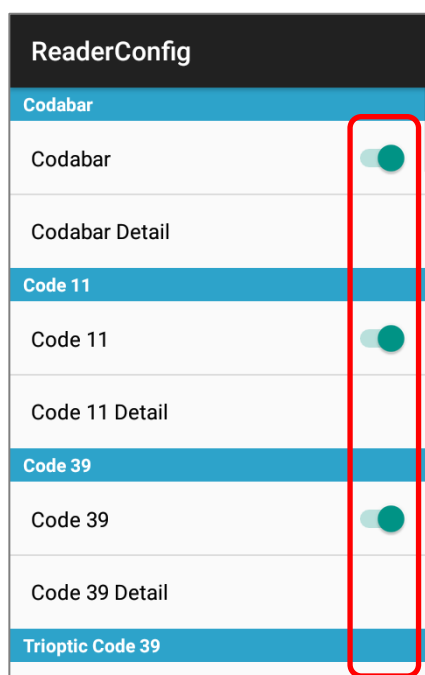 ReaderConfig
Codabar
Codabar
Codabar Detail
Code 11
Code 11
Code 11 Detail
Code 39
Code 39
Code 39 Detail
Trioptic Code 39